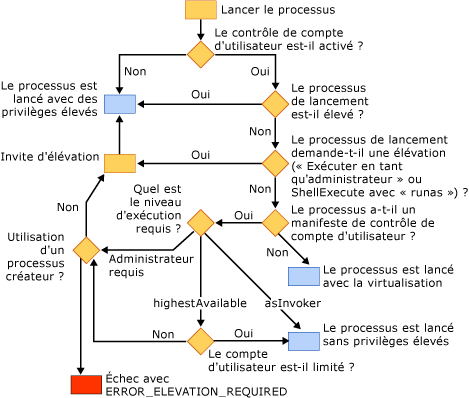 Lancer le processus
Le contrôle de compte
d'utilisateur est-il activé ?
Non
Oui
Le processus est
lancé avec des
privilèges élevés
Oui
Le processus
de lancement
est-il élevé ?
Non
Invite d'élévation
Oui
Le processus de lancement
demande-t-il une élévation
(« Exécuter en tant
qu'administrateur » ou
ShellExecute avec « runas ») ?
Non
Quel est
le niveau
d'exécution
requis ?
Oui
Le processus a-t-il un
manifeste de contrôle de
compte d'utilisateur ?
Non
Utilisation
d'un
processus
créateur ?
Administrateur
requis
Non
Le processus est lancé
avec la virtualisation
highestAvailable
asInvoker
Non
Oui
Le processus est lancé
sans privilèges élevés
Le compte
d'utilisateur est-il limité ?
Échec avec
ERROR_ELEVATION_REQUIRED